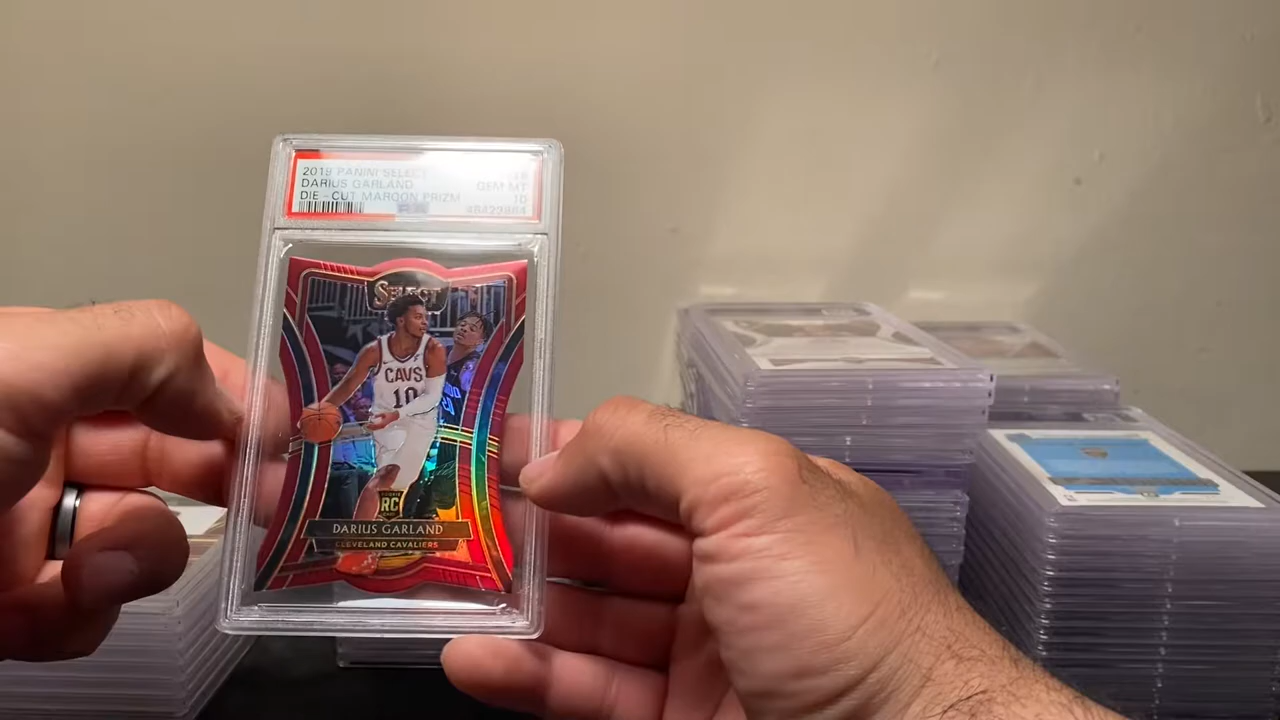 2019 PANINI SELECT
DARIUS GARLAND GEM MT
DIE - CUT MAROON PRIZM 10
SELECT
CAVS
10
ROOKIE
RC
DARIUS GARLAND
CLEVELAND CAVALIERS